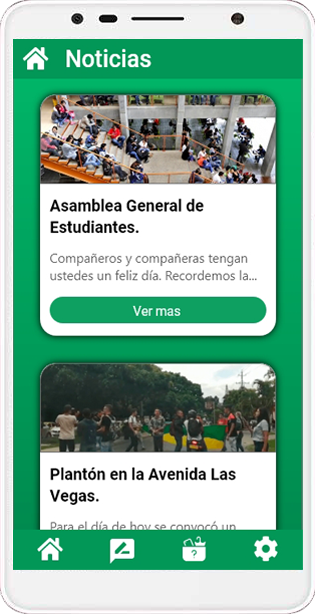 Noticias
Asamblea General de
Estudiantes.
Compañeros y compañeras tengan
ustedes un feliz día. Recordemos la...
Ver mas
Plantón en la Avenida Las
Vegas.
Para el día de hoy se convocó un
?